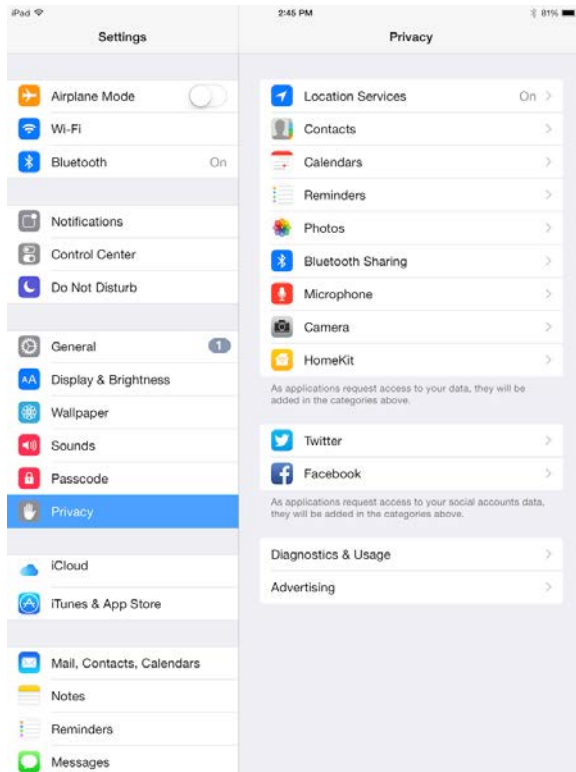 iPad 2:45 PM 81%
Settings
Airplane Mode
Wi-Fi
Bluetooth On
Notifications
Control Center
Do Not Disturb
General 1
AA Display & Brightness
Wallpaper
Sounds
Passcode
Privacy
iCloud
iTunes & App Store
Mail, Contacts, Calendars
Notes
Reminders
Messages
Privacy
Location Services On
Contacts
Calendars
Reminders
Photos
Bluetooth Sharing
Microphone
Camera
HomeKit
As applications request access to your data, they will be
added in the categories above.
Twitter
Facebook
As applications request access to your social accounts data,
they will be added in the categories above.
Diagnostics & Usage
Advertising